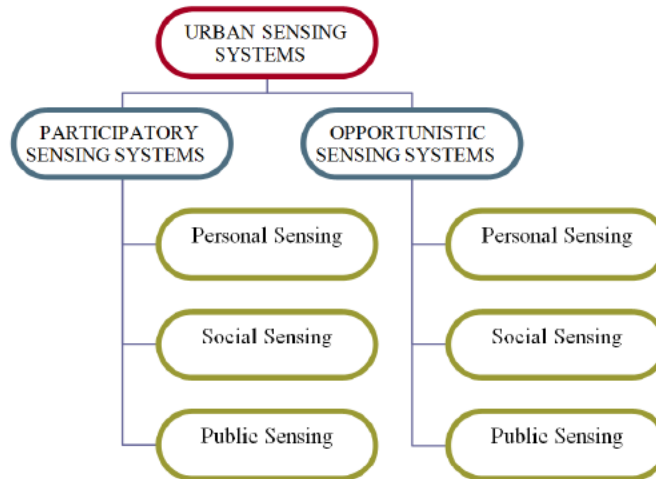 URBAN SENSING
SYSTEMS
PARTICIPATORY
SENSING SYSTEMS
OPPORTUNISTIC
SENSING SYSTEMS
Personal Sensing
Social Sensing
Public Sensing
Personal Sensing
Social Sensing
Public Sensing